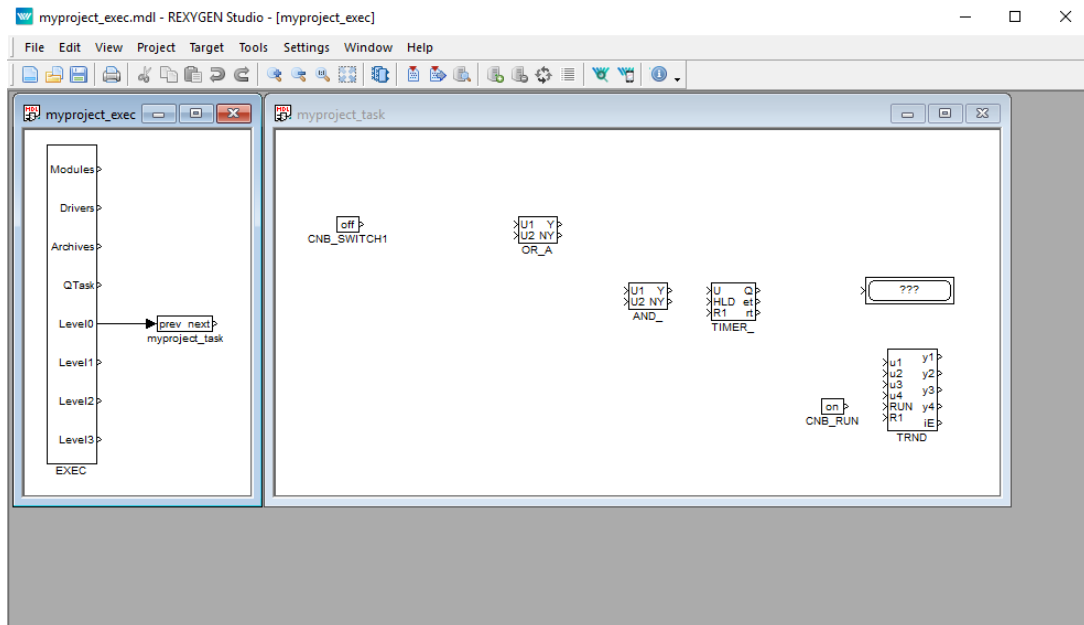 myproject_exec.mdl - REXYGEN Studio - [myproject_exec]
File Edit View Project Target Tools Settings Window Help
myproject_exec
Modules
Drivers
Archives
QTask
Level0
prev next
myproject_task
Level1
Level2
Level3
EXEC
myproject_task
off
CNB_SWITCH1
U1 Y
U2 NY
OR_A
U1 Y
U2 NY
AND_
U Q
HLD et
R1 rt
TIMER_
???
on
CNB_RUN
u1 y1
u2 y2
u3 y3
u4
RUN y4
R1 iE
TRND